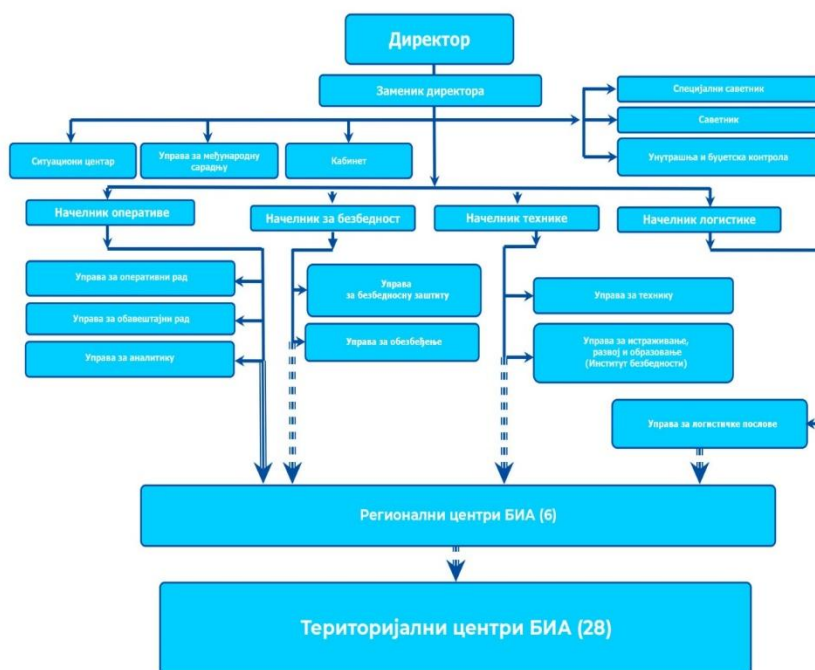 Директор
Заменик директора
Специјални саветник
Саветник
Унутрашња и буџетска контрола
Ситуациони центар
Управа за међународну
сарадњу
Кабинет
Начелник оперативе
Начелник за безбедност
Начелник технике
Начелник логистике
Управа за оперативни рад
Управа за обавештајни рад
Управа за аналитику
Управа
за безбедносну заштиту
Управа за обезбеђење
Управа за технику
Управа за истраживање,
развој и образовање
(Институт безбедности)
Управа за логистичке послове
Регионални центри БИА (6)
Територијални центри БИА (28)